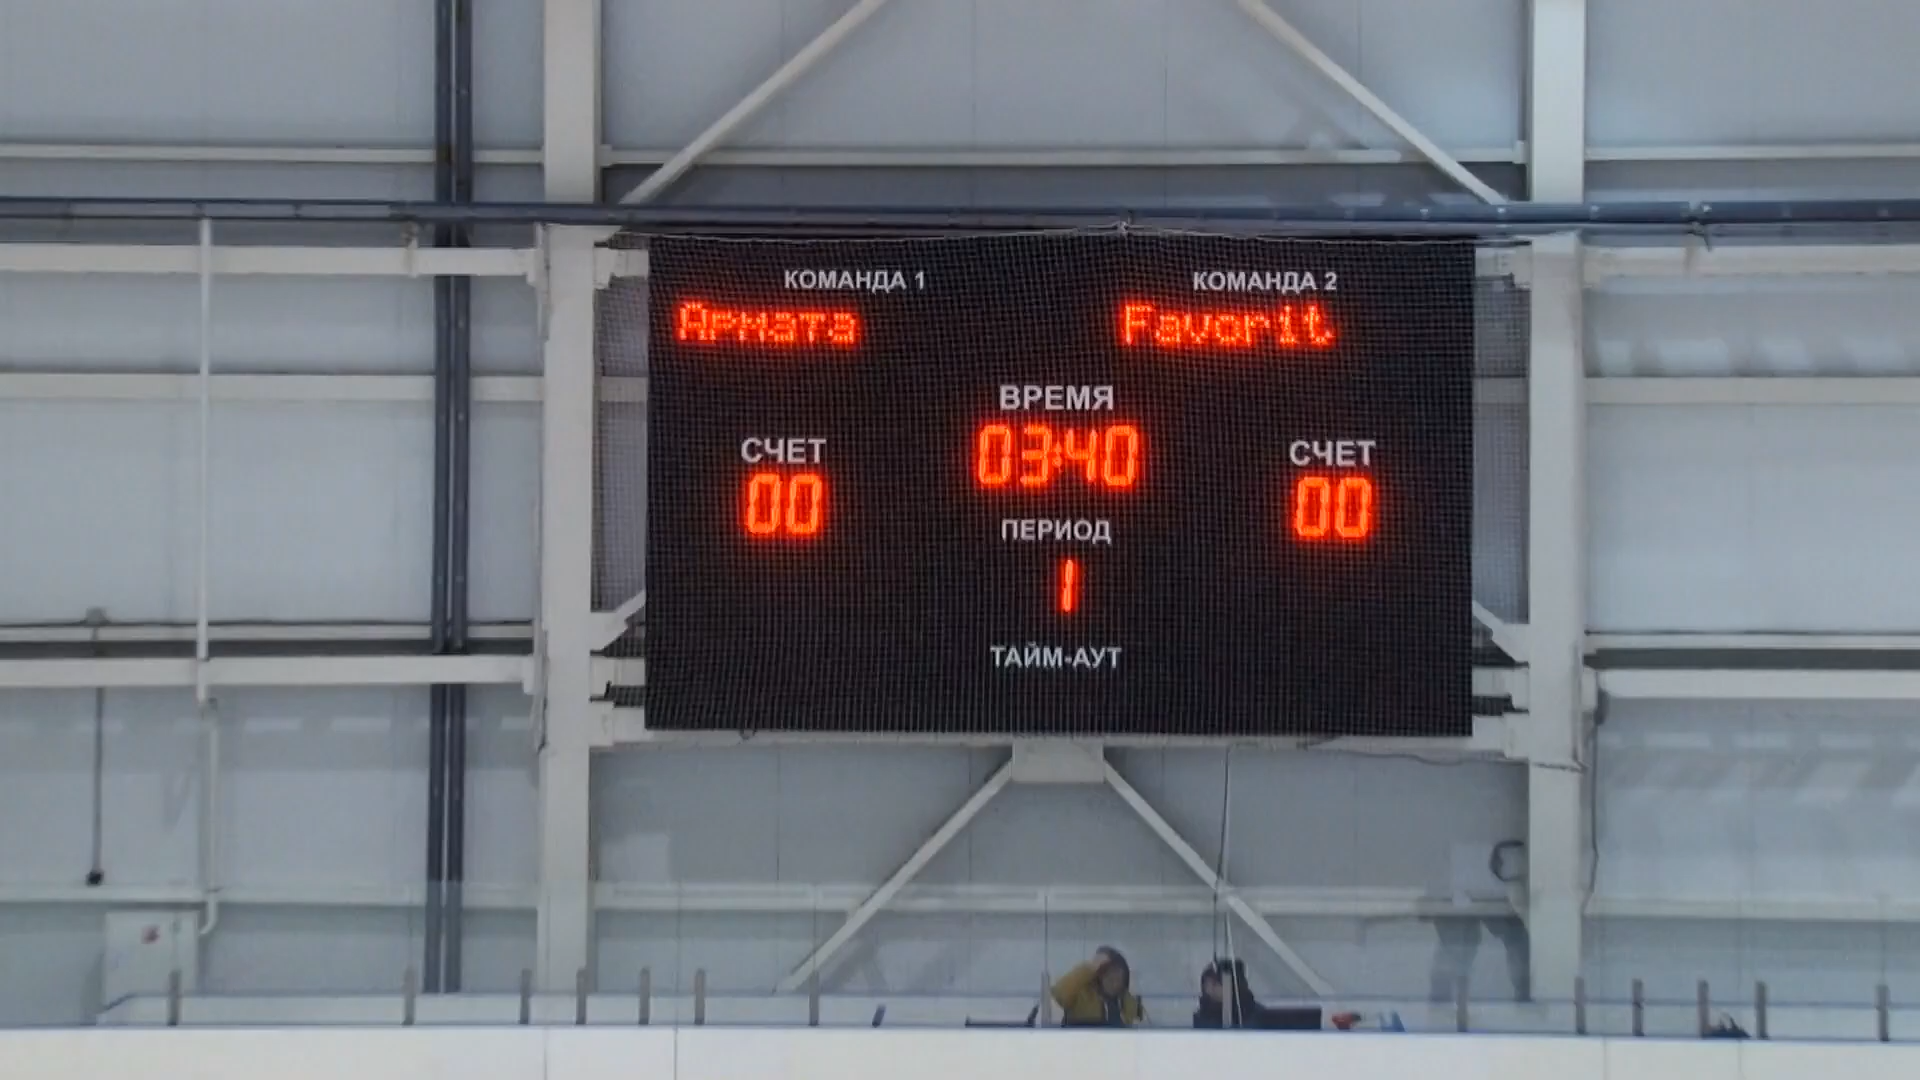 КОМАНДА 1
КОМАНДА 2
Армата
Favorit
ВРЕМЯ
03:40
СЧЕТ
СЧЕТ
00
00
ПЕРИОД
1
ТАЙМ-АУТ